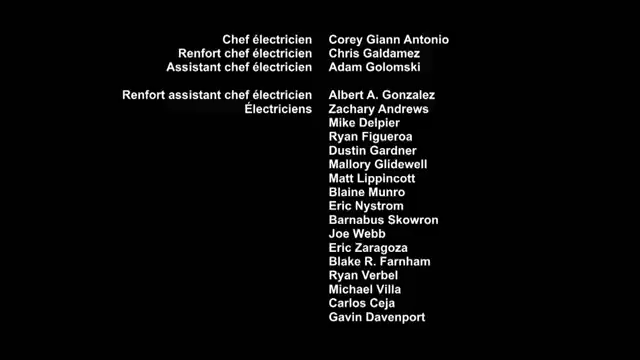 Chef électricien Corey Giann Antonio
Renfort chef électricien Chris Galdamez
Assistant chef électricien Adam Golomski
Renfort assistant chef électricien Albert A. Gonzalez
Électriciens Zachary Andrews
Mike Delpier
Ryan Figueroa
Dustin Gardner
Mallory Glidewell
Matt Lippincott
Blaine Munro
Eric Nystrom
Barnabus Skowron
Joe Webb
Eric Zaragoza
Blake R. Farnham
Ryan Verbel
Michael Villa
Carlos Ceja
Gavin Davenport